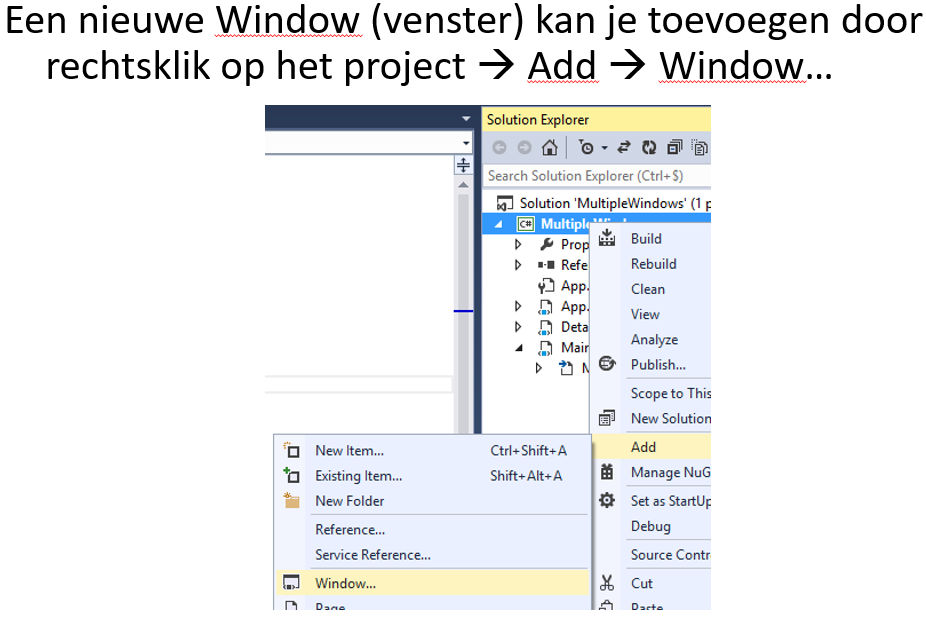 Een nieuwe Window (venster) kan je toevoegen door
rechtsklik op het project → Add → Window...
Solution Explorer
Search Solution Explorer (Ctrl+$)
Solution 'MultipleWindows' (1 p
C# MultipleWindows
Prop
Refe
App.
App.
Deta
Main
Build
Rebuild
Clean
View
Analyze
Publish...
Scope to This
New Solution
Add
Manage NuG
Set as StartUp
Debug
Source Contr
Cut
Paste
New Item... Ctrl+Shift+A
Existing Item... Shift+Alt+A
New Folder
Reference...
Service Reference...
Window...
Page